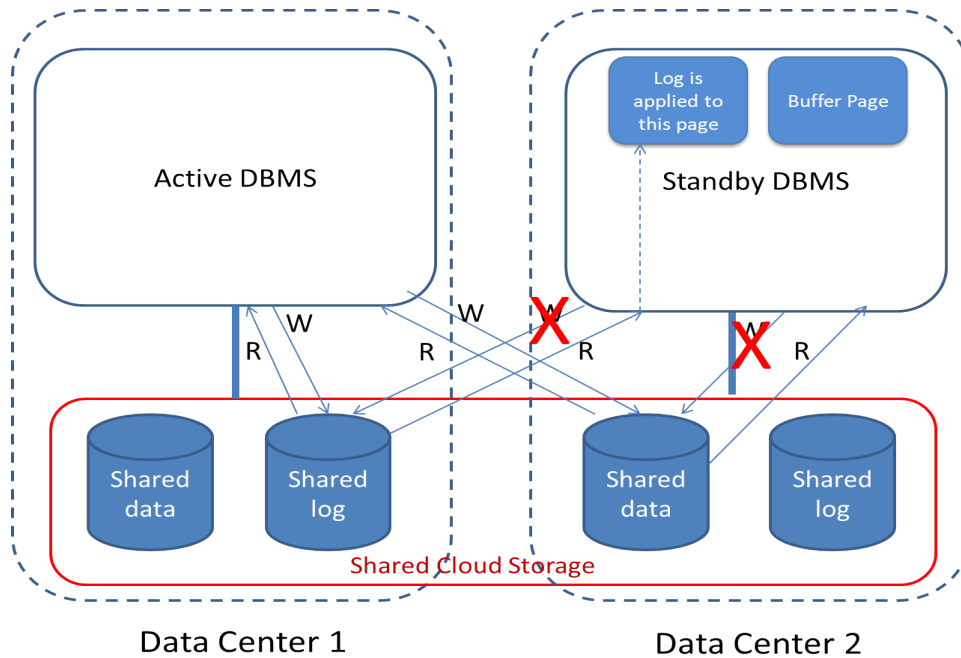 Log is
applied to
this page
Buffer Page
Active DBMS
Standby DBMS
W
W
W
W
R
R
R
R
X
X
Shared
data
Shared
log
Shared
data
Shared
log
Shared Cloud Storage
Data Center 1
Data Center 2